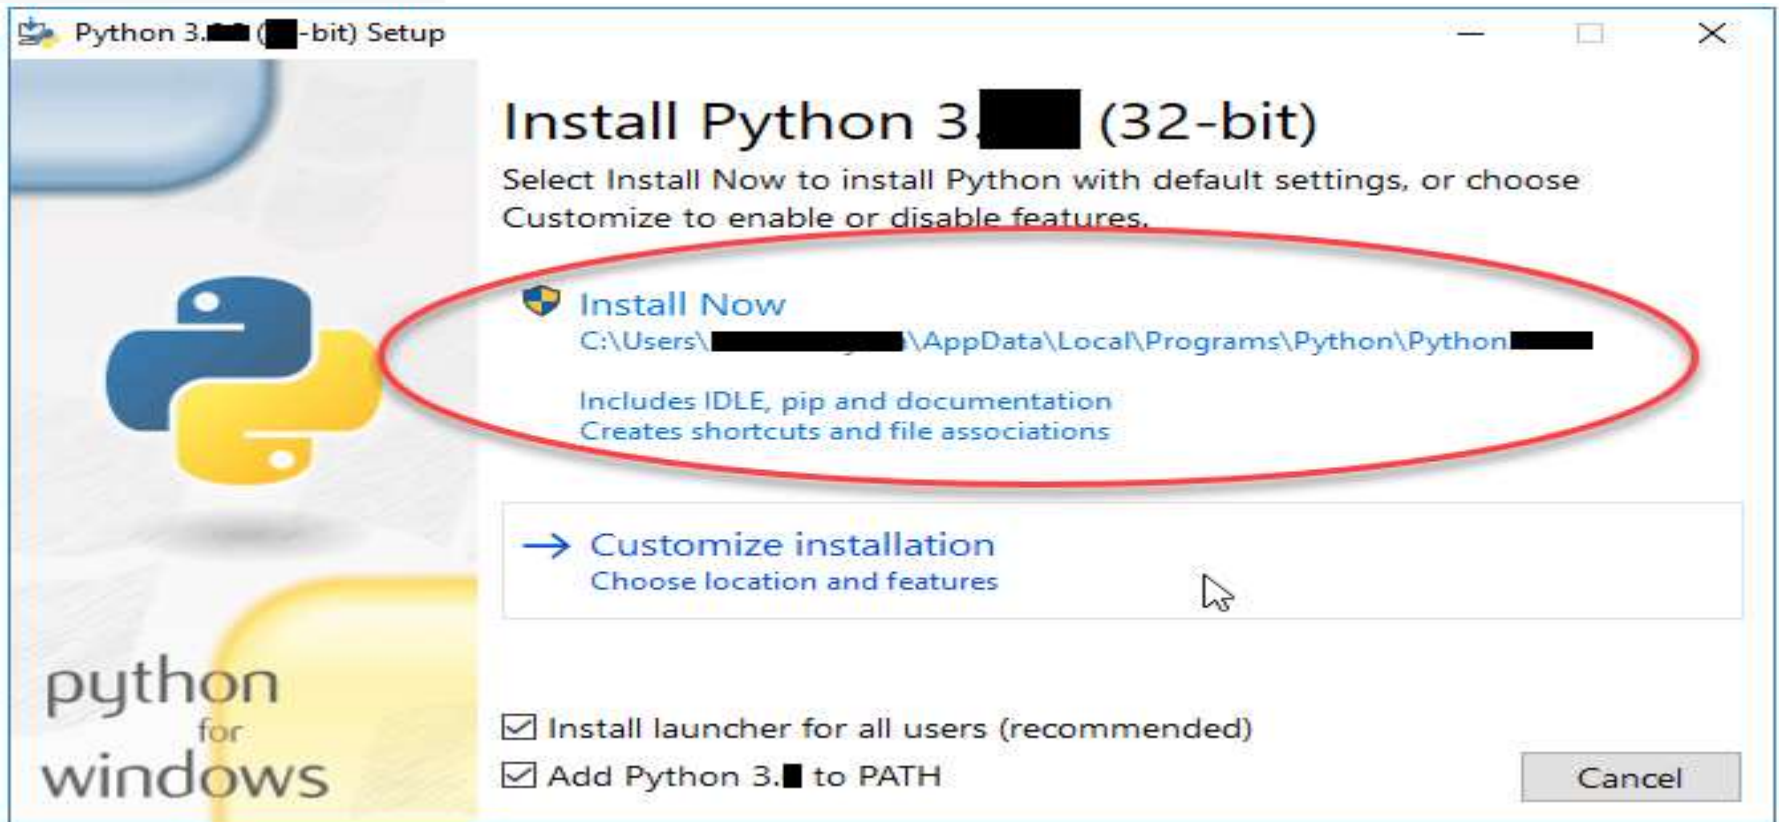 Python 3. ( -bit) Setup
Install Python 3. (32-bit)
Select Install Now to install Python with default settings, or choose
Customize to enable or disable features.
Install Now
C:\Users\ \AppData\Local\Programs\Python\Python
Includes IDLE, pip and documentation
Creates shortcuts and file associations
Customize installation
Choose location and features
python
for
windows
Install launcher for all users (recommended)
Add Python 3. to PATH
Cancel